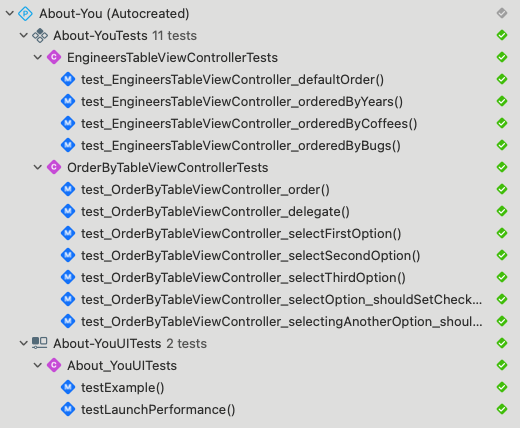 About-You (Autocreated)
About-YouTests 11 tests
EngineersTableViewControllerTests
test_EngineersTableViewController_defaultOrder()
test_EngineersTableViewController_orderedByYears()
test_EngineersTableViewController_orderedByCoffees()
test_EngineersTableViewController_orderedByBugs()
OrderByTableViewControllerTests
test_OrderByTableViewController_order()
test_OrderByTableViewController_delegate()
test_OrderByTableViewController_selectFirstOption()
test_OrderByTableViewController_selectSecondOption()
test_OrderByTableViewController_selectThirdOption()
test_OrderByTableViewController_selectOption_shouldSetCheck...
test_OrderByTableViewController_selectingAnotherOption_shoul...
About-YouUITests 2 tests
About_YouUITests
testExample()
testLaunchPerformance()